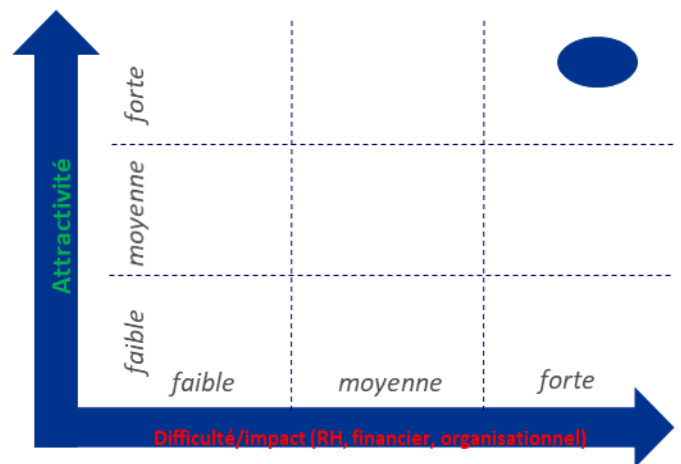 forte
Attractivité
moyenne
faible
faible
moyenne
forte
Difficulté/impact (RH, financier, organisationnel)